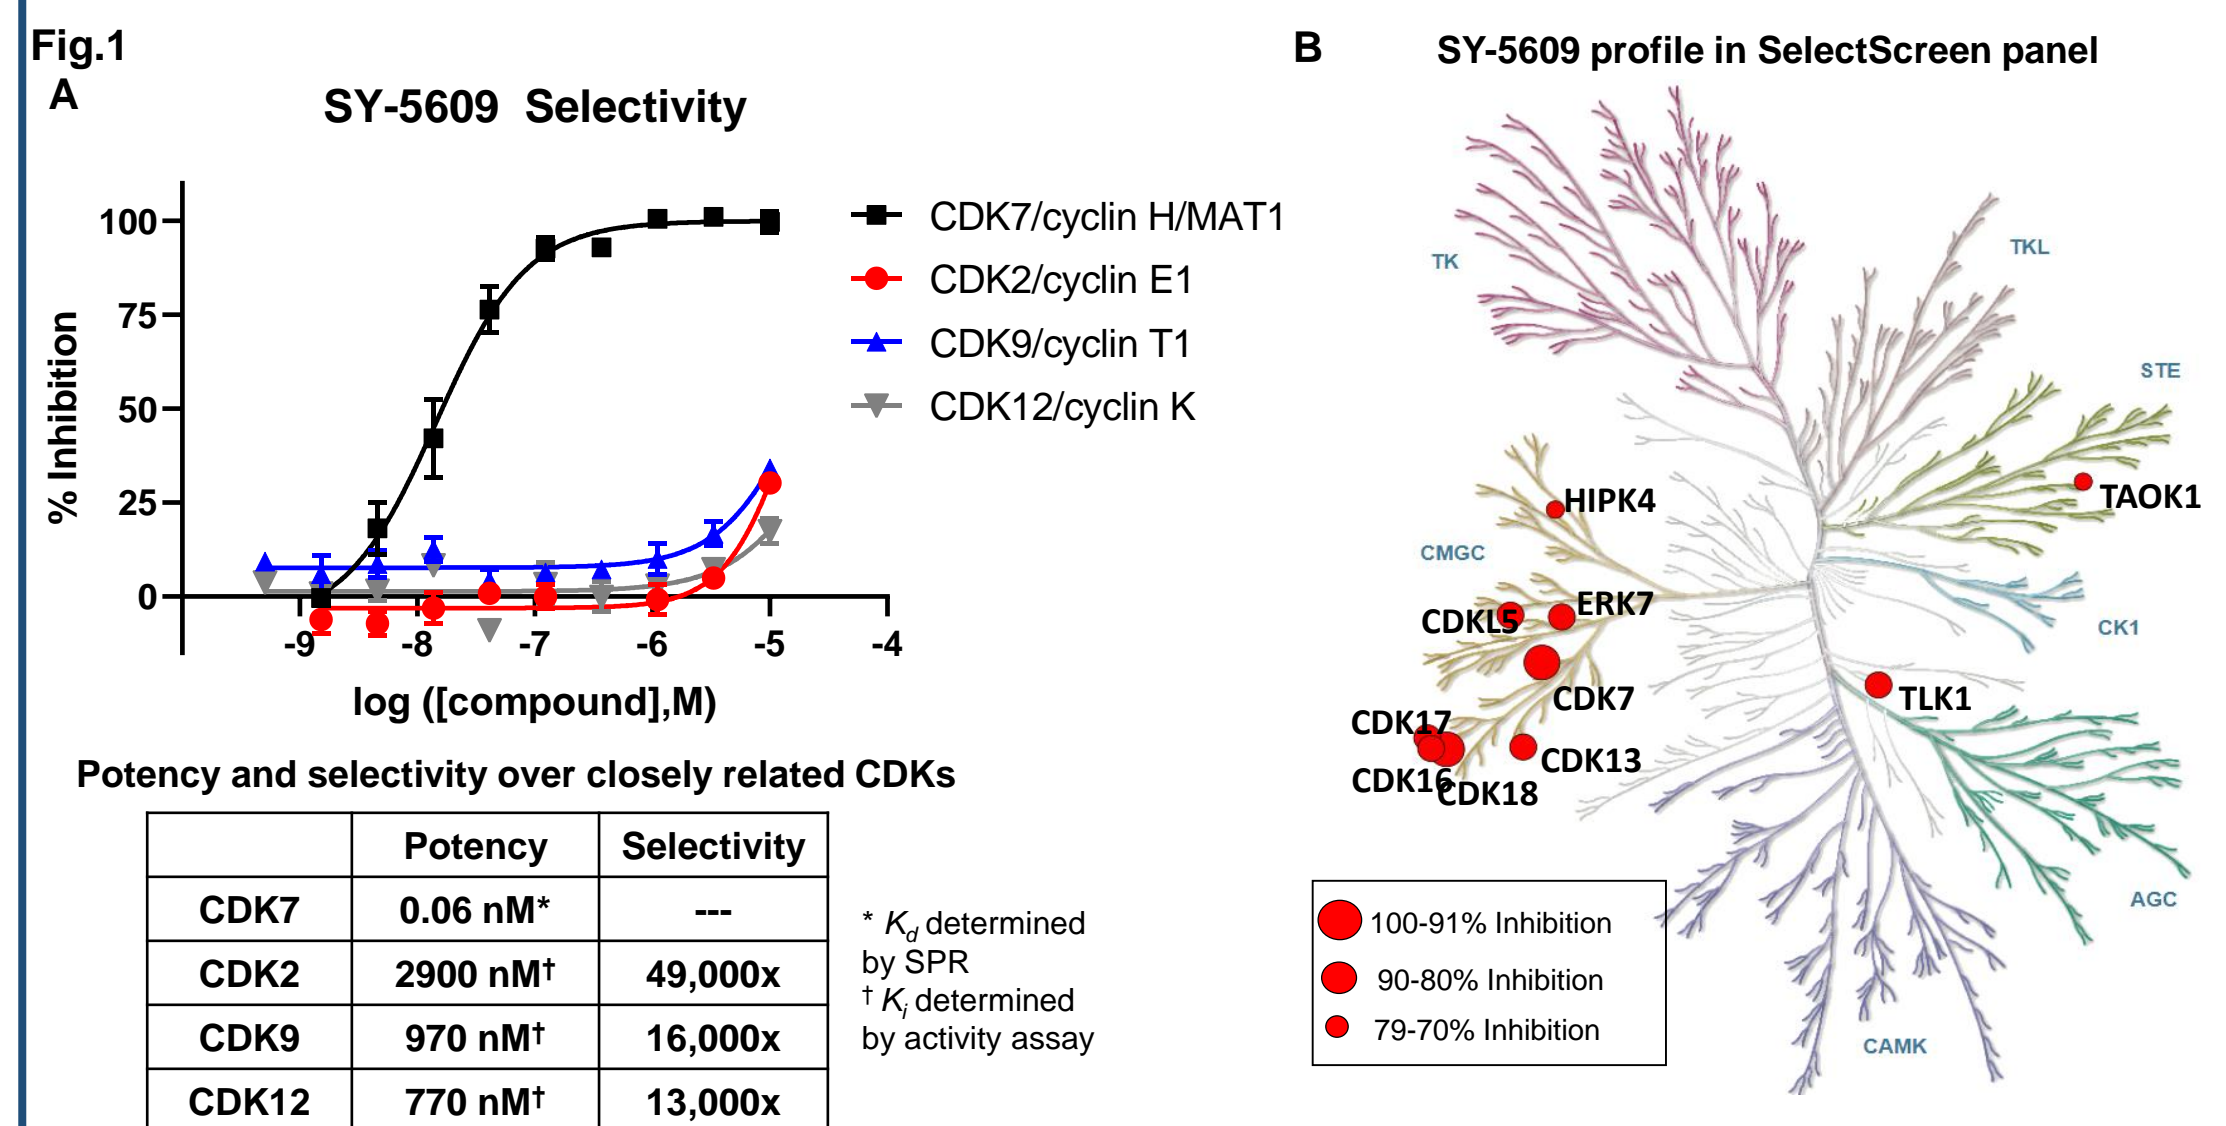 Fig.1
A
SY-5609 Selectivity
100
75
50
25
0
% Inhibition
-9
-8
-7
-6
-5
-4
log ([compound],M)
CDK7/cyclin H/MAT1
CDK2/cyclin E1
CDK9/cyclin T1
CDK12/cyclin K
Potency and selectivity over closely related CDKs
Potency Selectivity
CDK7 0.06 nM* ---
CDK2 2900 nM† 49,000x
CDK9 970 nM† 16,000x
CDK12 770 nM† 13,000x
* Kd determined
by SPR
† Ki determined
by activity assay
B
SY-5609 profile in SelectScreen panel
TK
TKL
STE
TAOK1
HIPK4
CMGC
CDKL5
ERK7
CK1
CDK7
TLK1
CDK17
CDK13
CDK16
CDK18
AGC
CAMK
100-91% Inhibition
90-80% Inhibition
79-70% Inhibition